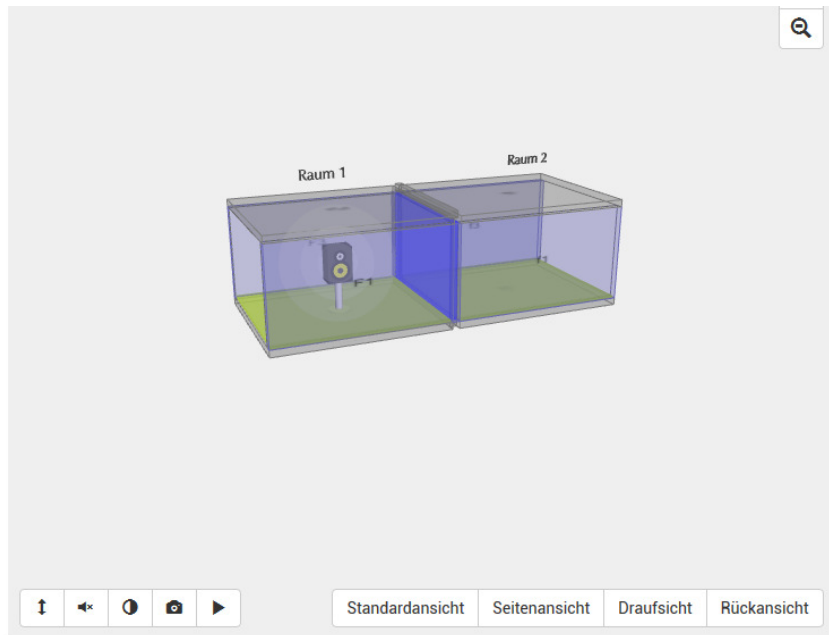 Raum 1
Raum 2
F1
Standardansicht
Seitenansicht
Draufsicht
Rückansicht